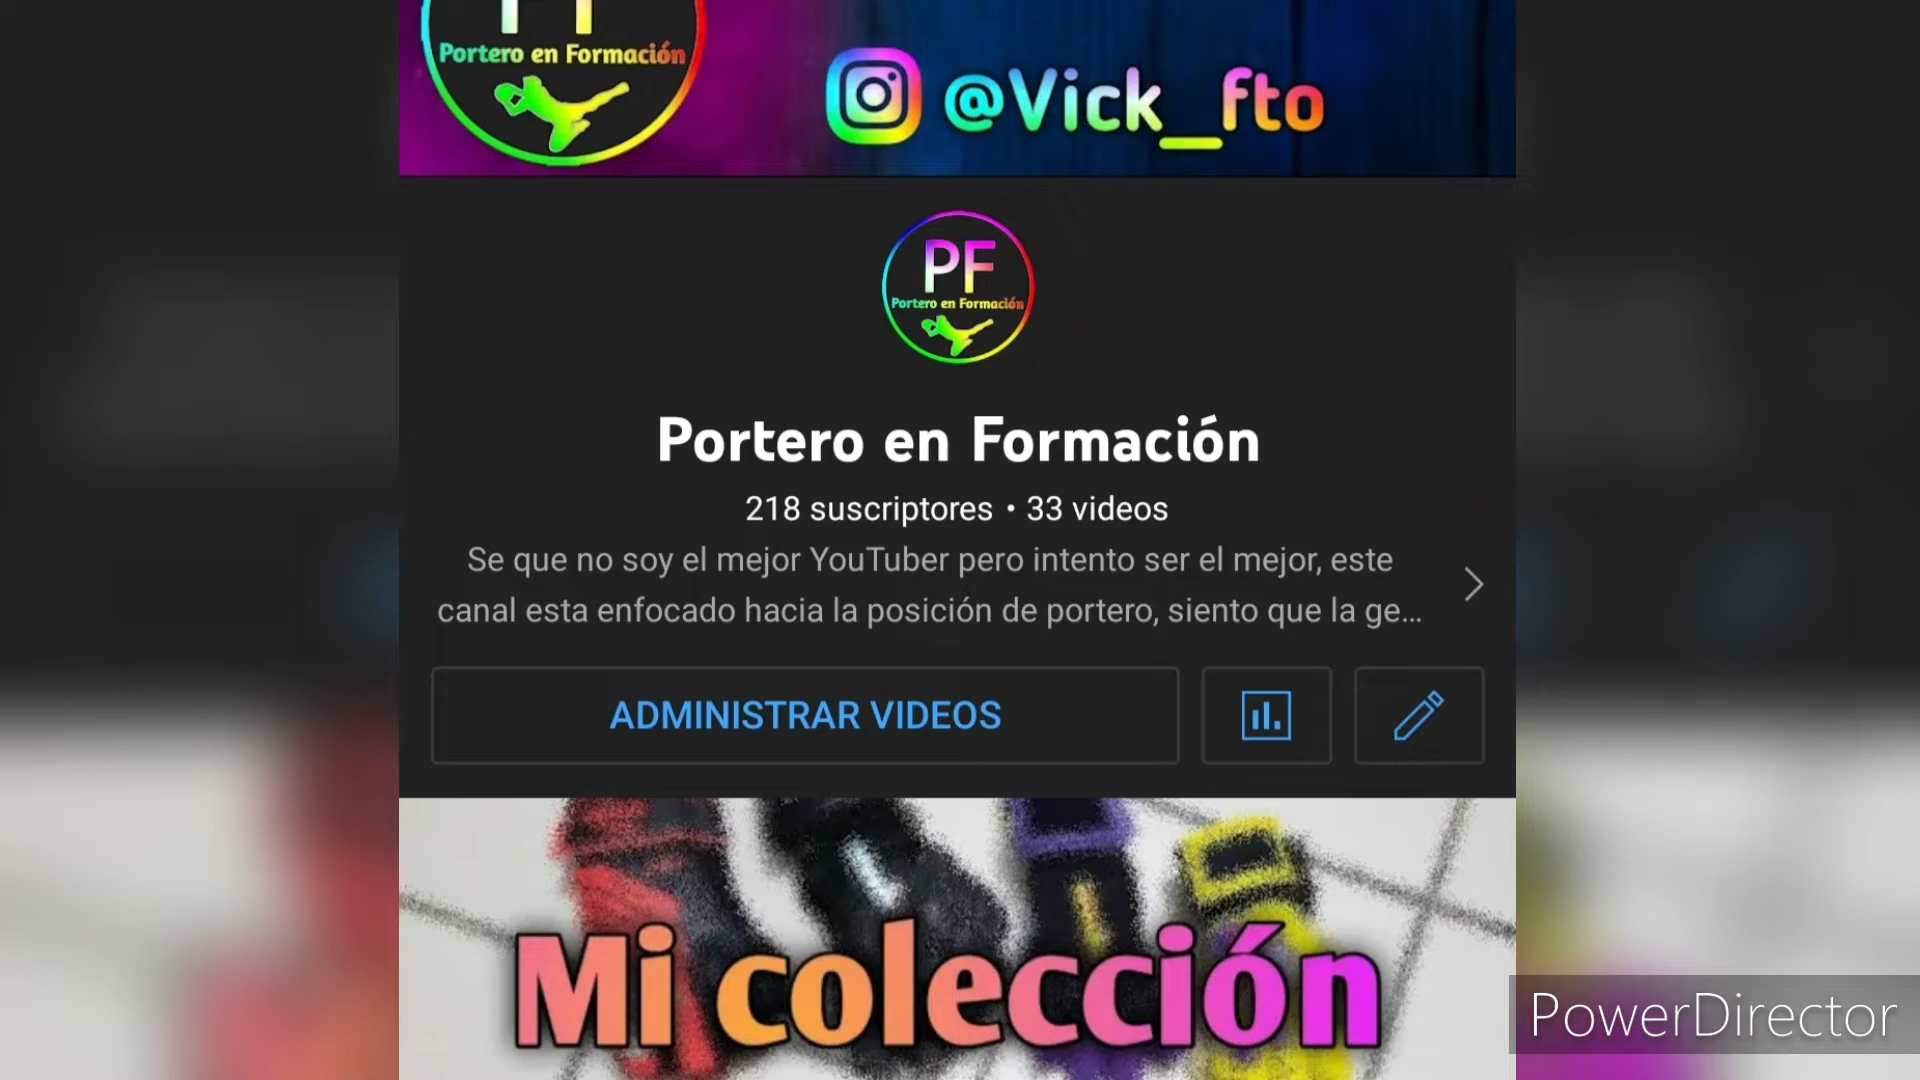 PF
Portero en Formación
@Vick_fto
PF
Portero en Formación
Portero en Formación
218 suscriptores • 33 videos
Se que no soy el mejor YouTuber pero intento ser el mejor, este
canal esta enfocado hacia la posición de portero, siento que la ge...
ADMINISTRAR VIDEOS
Mi colección
PowerDirector